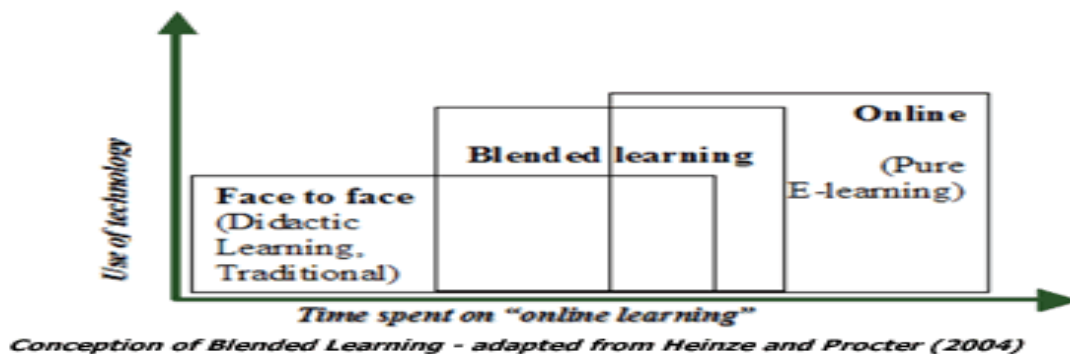 Use of technology
Online
Blended learning
(Pure
E-learning)
Face to face
(Didactic
Learning,
Traditional)
Time spent on “online learning”
Conception of Blended Learning - adapted from Heinze and Procter (2004)